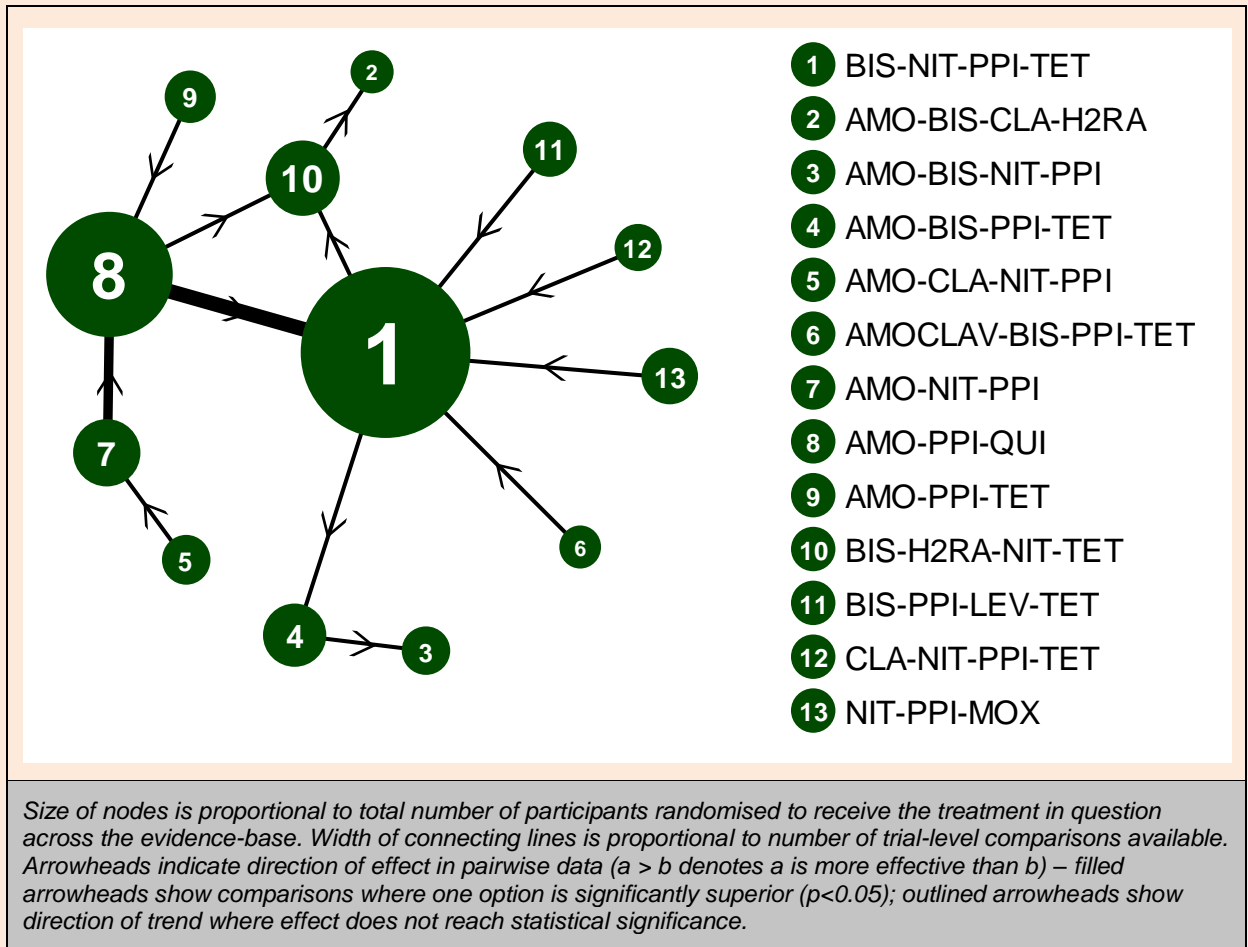 2
9
11
10
12
8
1
13
7
6
5
4
3
1 BIS-NIT-PPI-TET
2 AMO-BIS-CLA-H2RA
3 AMO-BIS-NIT-PPI
4 AMO-BIS-PPI-TET
5 AMO-CLA-NIT-PPI
6 AMOCLAV-BIS-PPI-TET
7 AMO-NIT-PPI
8 AMO-PPI-QUI
9 AMO-PPI-TET
10 BIS-H2RA-NIT-TET
11 BIS-PPI-LEV-TET
12 CLA-NIT-PPI-TET
13 NIT-PPI-MOX
Size of nodes is proportional to total number of participants randomised to receive the treatment in question
across the evidence-base. Width of connecting lines is proportional to number of trial-level comparisons available.
Arrowheads indicate direction of effect in pairwise data (a > b denotes a is more effective than b) – filled
arrowheads show comparisons where one option is significantly superior (p<0.05); outlined arrowheads show
direction of trend where effect does not reach statistical significance.